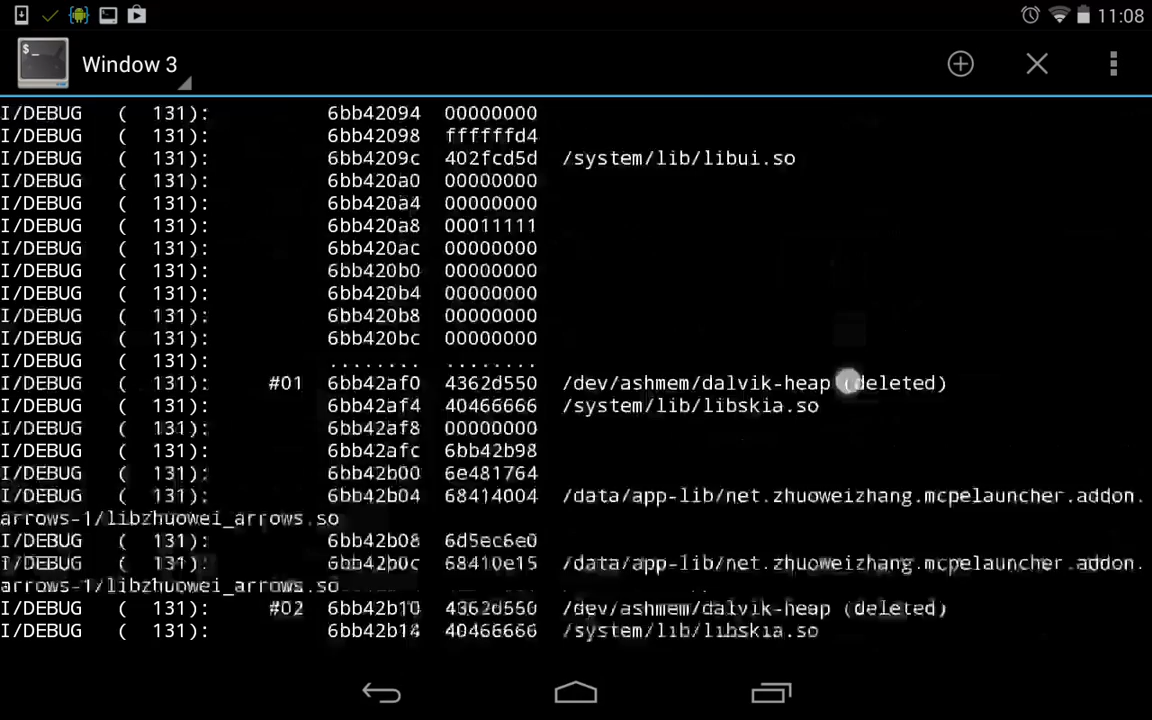 11:08
$_
Window 3
I/DEBUG   (  131):          6bb42094  00000000
I/DEBUG   (  131):          6bb42098  ffffffd4
I/DEBUG   (  131):          6bb4209c  402fcd5d  /system/lib/libui.so
I/DEBUG   (  131):          6bb420a0  00000000
I/DEBUG   (  131):          6bb420a4  00000000
I/DEBUG   (  131):          6bb420a8  00011111
I/DEBUG   (  131):          6bb420ac  00000000
I/DEBUG   (  131):          6bb420b0  00000000
I/DEBUG   (  131):          6bb420b4  00000000
I/DEBUG   (  131):          6bb420b8  00000000
I/DEBUG   (  131):          6bb420bc  00000000
I/DEBUG   (  131):          ........  ........
I/DEBUG   (  131):     #01  6bb42af0  4362d550  /dev/ashmem/dalvik-heap (deleted)
I/DEBUG   (  131):          6bb42af4  40466666  /system/lib/libskia.so
I/DEBUG   (  131):          6bb42af8  00000000
I/DEBUG   (  131):          6bb42afc  6bb42b98
I/DEBUG   (  131):          6bb42b00  6e481764
I/DEBUG   (  131):          6bb42b04  68414004  /data/app-lib/net.zhuoweizhang.mcpelauncher.addon.
arrows-1/libzhuowei_arrows.so
I/DEBUG   (  131):          6bb42b08  6d5ec6e0
I/DEBUG   (  131):          6bb42b0c  68410e15  /data/app-lib/net.zhuoweizhang.mcpelauncher.addon.
arrows-1/libzhuowei_arrows.so
I/DEBUG   (  131):     #02  6bb42b10  4362d550  /dev/ashmem/dalvik-heap (deleted)
I/DEBUG   (  131):          6bb42b14  40466666  /system/lib/libskia.so